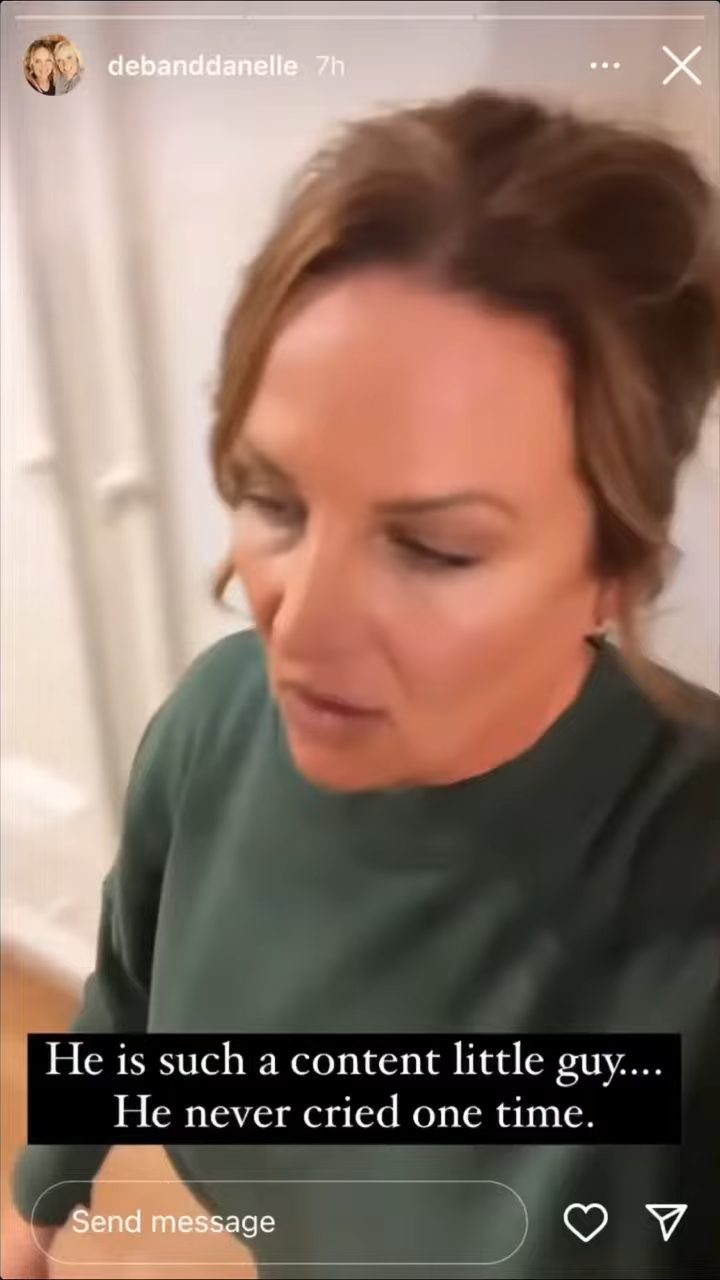 debanddanelle 7h
He is such a content little guy....
He never cried one time.
Send message